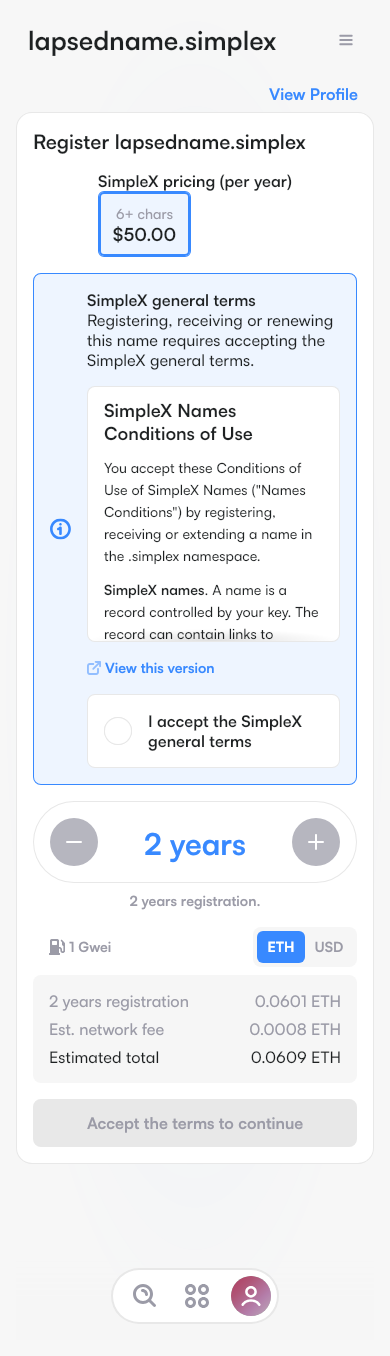 lapsedname.simplex
View Profile
Register lapsedname.simplex
SimpleX pricing (per year)
6+ chars
$50.00
SimpleX general terms
Registering, receiving or renewing
this name requires accepting the
SimpleX general terms.
SimpleX Names
Conditions of Use
You accept these Conditions of
Use of SimpleX Names ("Names
Conditions") by registering,
receiving or extending a name in
the .simplex namespace.
SimpleX names. A name is a
record controlled by your key. The
record can contain links to
View this version
I accept the SimpleX
general terms
2 years
2 years registration.
1 Gwei
ETH
USD
2 years registration
0.0601 ETH
Est. network fee
0.0008 ETH
Estimated total
0.0609 ETH
Accept the terms to continue